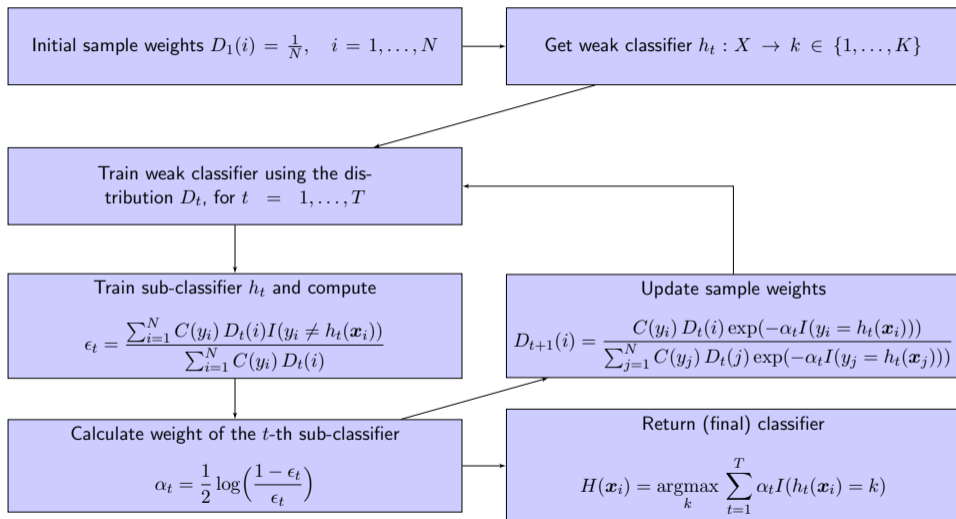 Initial sample weights $D_1(i) = \frac{1}{N}, \quad i = 1, \ldots, N$
Get weak classifier $h_t : X \to k \in \{1, \ldots, K\}$
Train weak classifier using the dis-
tribution $D_t$, for $t = 1, \ldots, T$
Train sub-classifier $h_t$ and compute
$\epsilon_t = \frac{\sum_{i=1}^{N} C(y_i) D_t(i) I(y_i \neq h_t(\boldsymbol{x}_i))}{\sum_{i=1}^{N} C(y_i) D_t(i)}$
Update sample weights
$D_{t+1}(i) = \frac{C(y_i) D_t(i) \exp(-\alpha_t I(y_i = h_t(\boldsymbol{x}_i)))}{\sum_{j=1}^{N} C(y_j) D_t(j) \exp(-\alpha_t I(y_j = h_t(\boldsymbol{x}_j)))}$
Calculate weight of the $t$-th sub-classifier
$\alpha_t = \frac{1}{2} \log\left(\frac{1 - \epsilon_t}{\epsilon_t}\right)$
Return (final) classifier
$H(\boldsymbol{x}_i) = \underset{k}{\operatorname{argmax}} \sum_{t=1}^{T} \alpha_t I(h_t(\boldsymbol{x}_i) = k)$